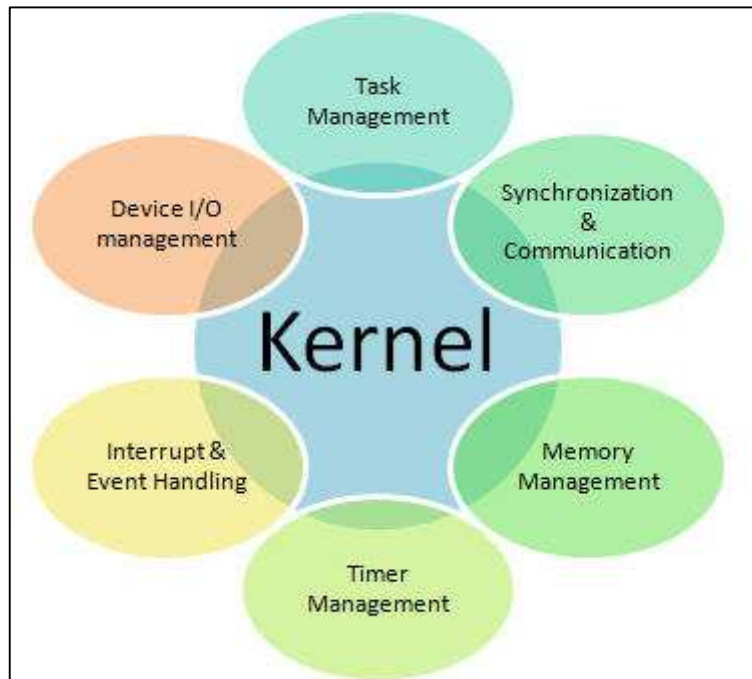 Task
Management
Synchronization
&
Communication
Memory
Management
Timer
Management
Interrupt &
Event Handling
Device I/O
management
Kernel